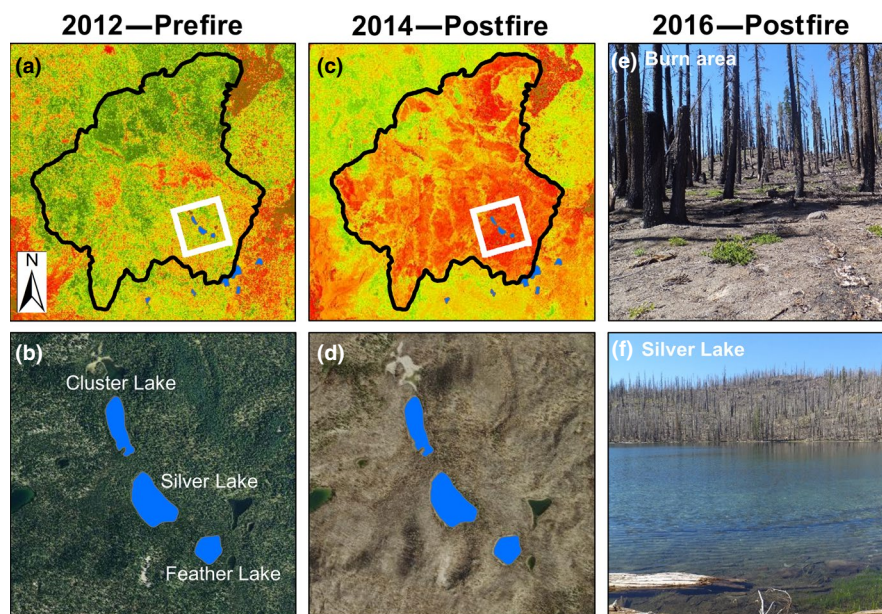 2012—Prefire
2014—Postfire
2016—Postfire
(a)
(c)
(e) Burn area
N
(b)
Cluster Lake
Silver Lake
Feather Lake
(d)
(f) Silver Lake